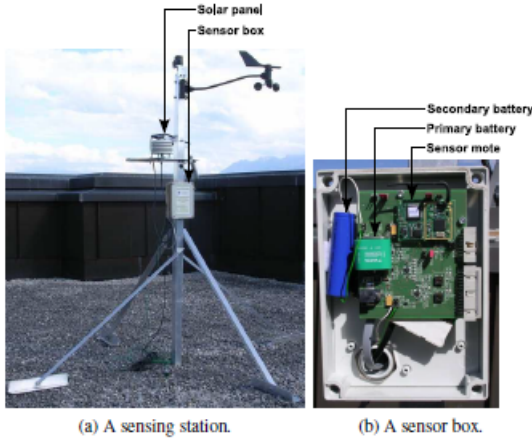 Solar panel
Sensor box
Secondary battery
Primary battery
Sensor mote
(a) A sensing station.
(b) A sensor box.